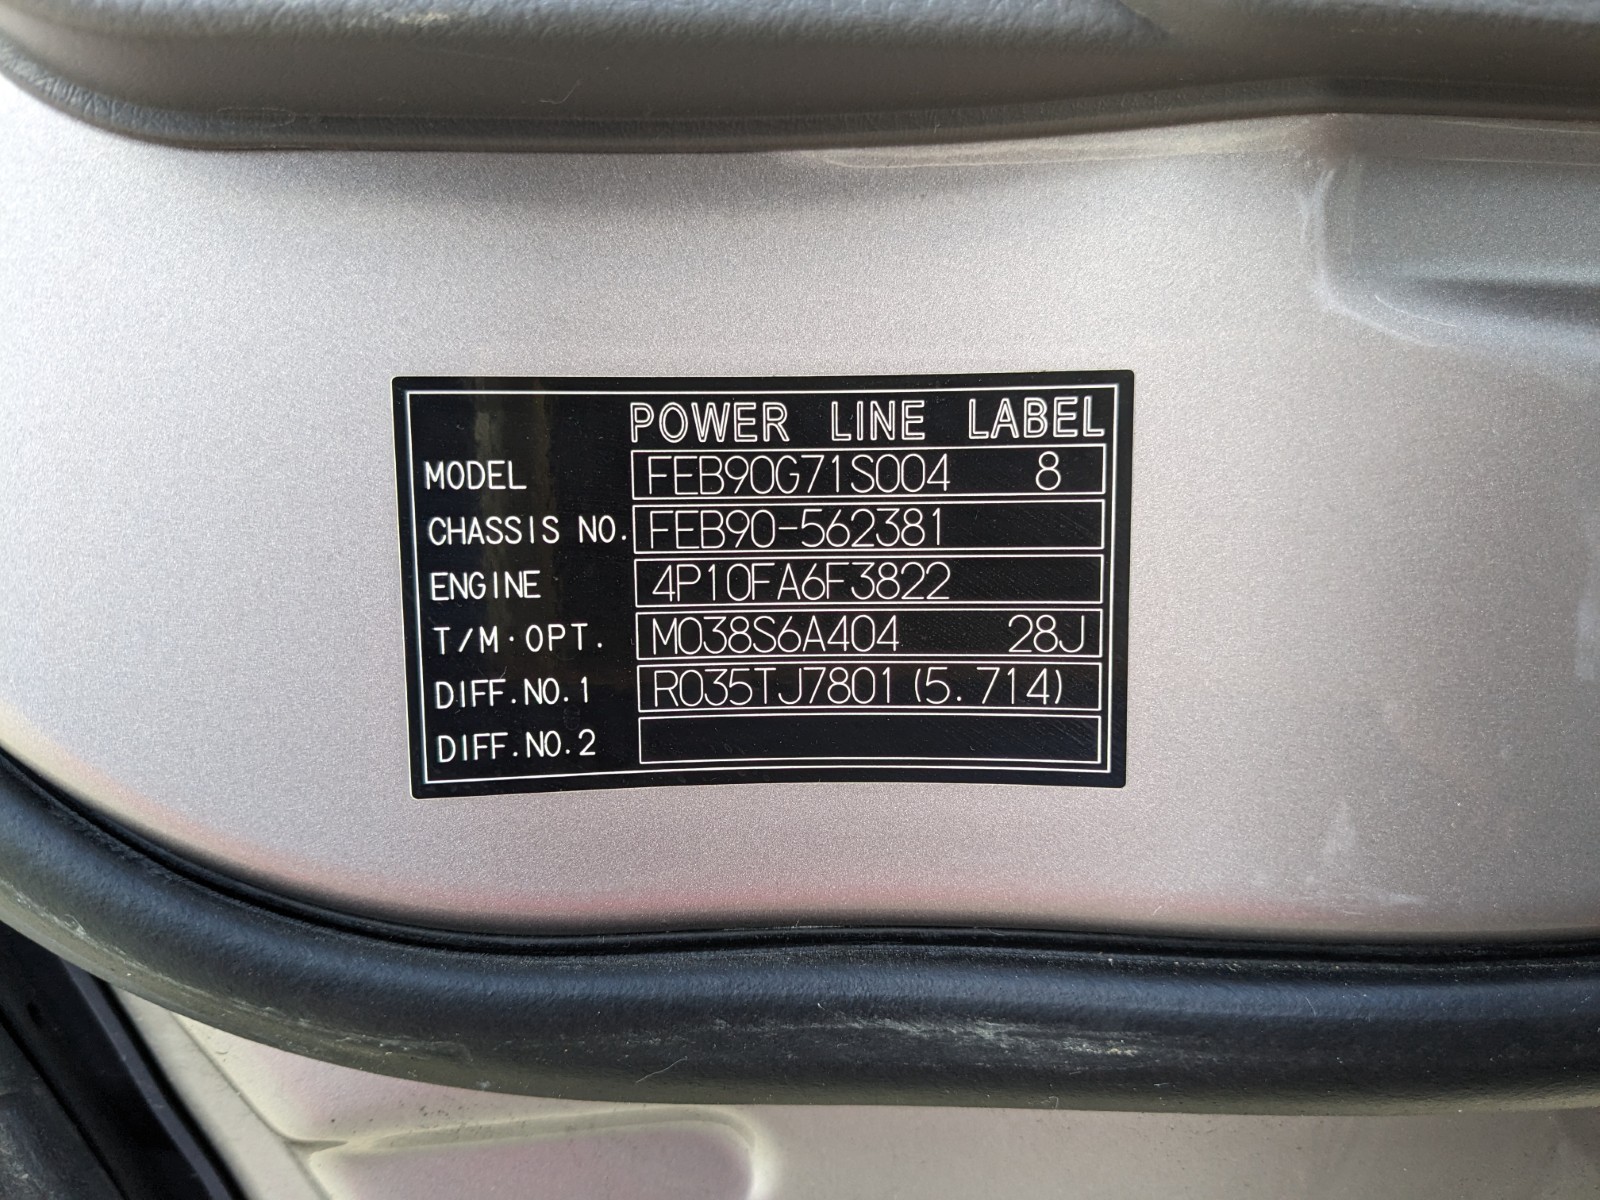 POWER LINE LABEL
MODEL FEB90G71S004 8
CHASSIS NO. FEB90-562381
ENGINE 4P10FA6F3822
T/M·OPT. M038S6A404 28J
DIFF.NO.1 R035TJ7801(5.714)
DIFF.NO.2